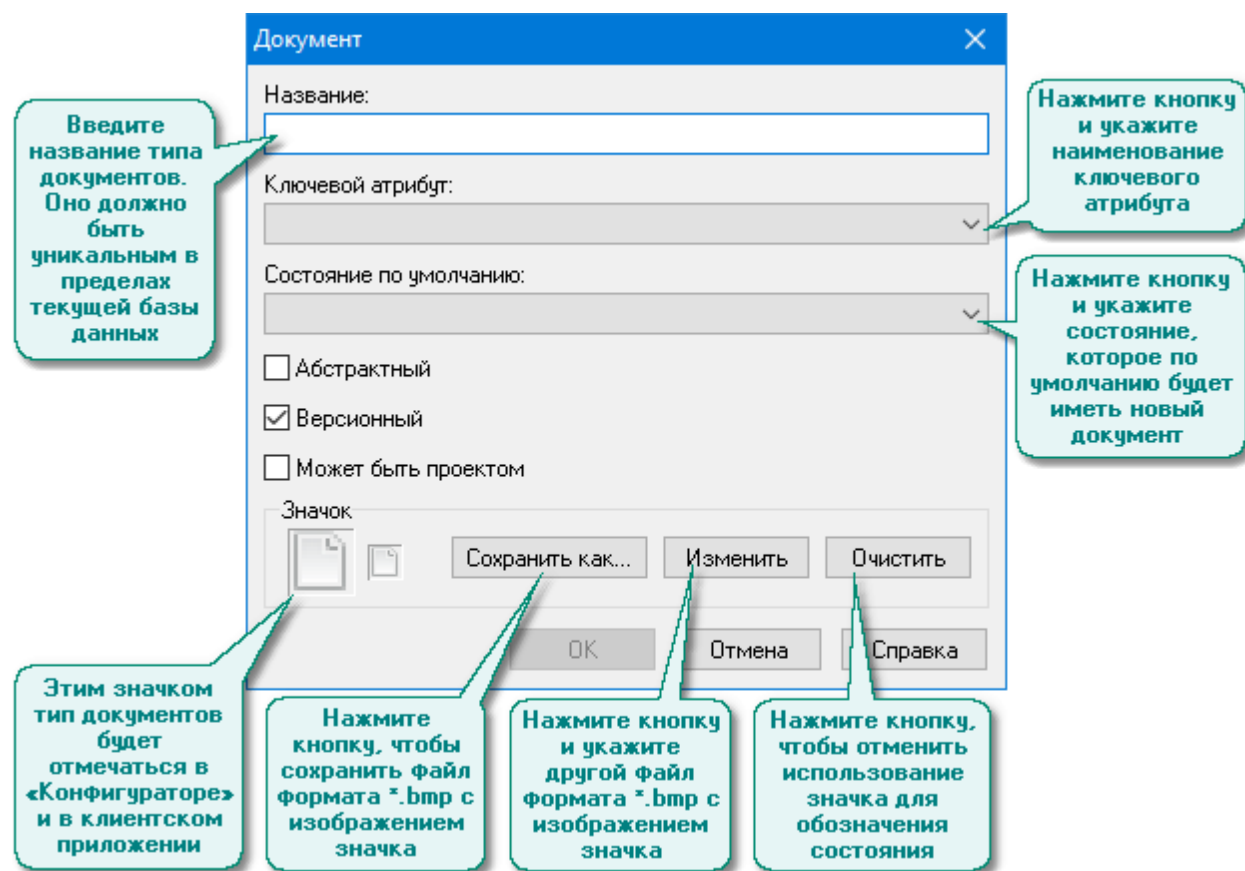 Документ
Название:
Ключевой атрибут:
Состояние по умолчанию:
Абстрактный
Версионный
Может быть проектом
Значок
Сохранить как...
Изменить
Очистить
ОК
Отмена
Справка
Введите
название типа
документов.
Оно должно
быть
уникальным в
пределах
текущей базы
данных
Нажмите кнопку
и укажите
наименование
ключевого
атрибута
Нажмите кнопку
и укажите
состояние,
которое по
умолчанию будет
иметь новый
документ
Этим значком
тип документов
будет
отмечаться в
«Конфигураторе»
и в клиентском
приложении
Нажмите
кнопку, чтобы
сохранить файл
формата *.bmp с
изображением
значка
Нажмите кнопку
и укажите
другой файл
формата *.bmp с
изображением
значка
Нажмите кнопку,
чтобы отменить
использование
значка для
обозначения
состояния